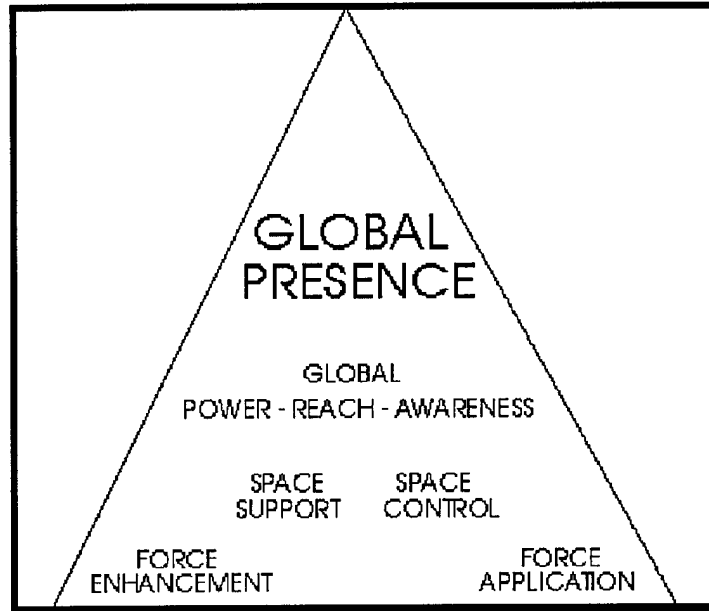 GLOBAL
PRESENCE
GLOBAL
POWER - REACH - AWARENESS
SPACE SUPPORT
SPACE CONTROL
FORCE ENHANCEMENT
FORCE APPLICATION